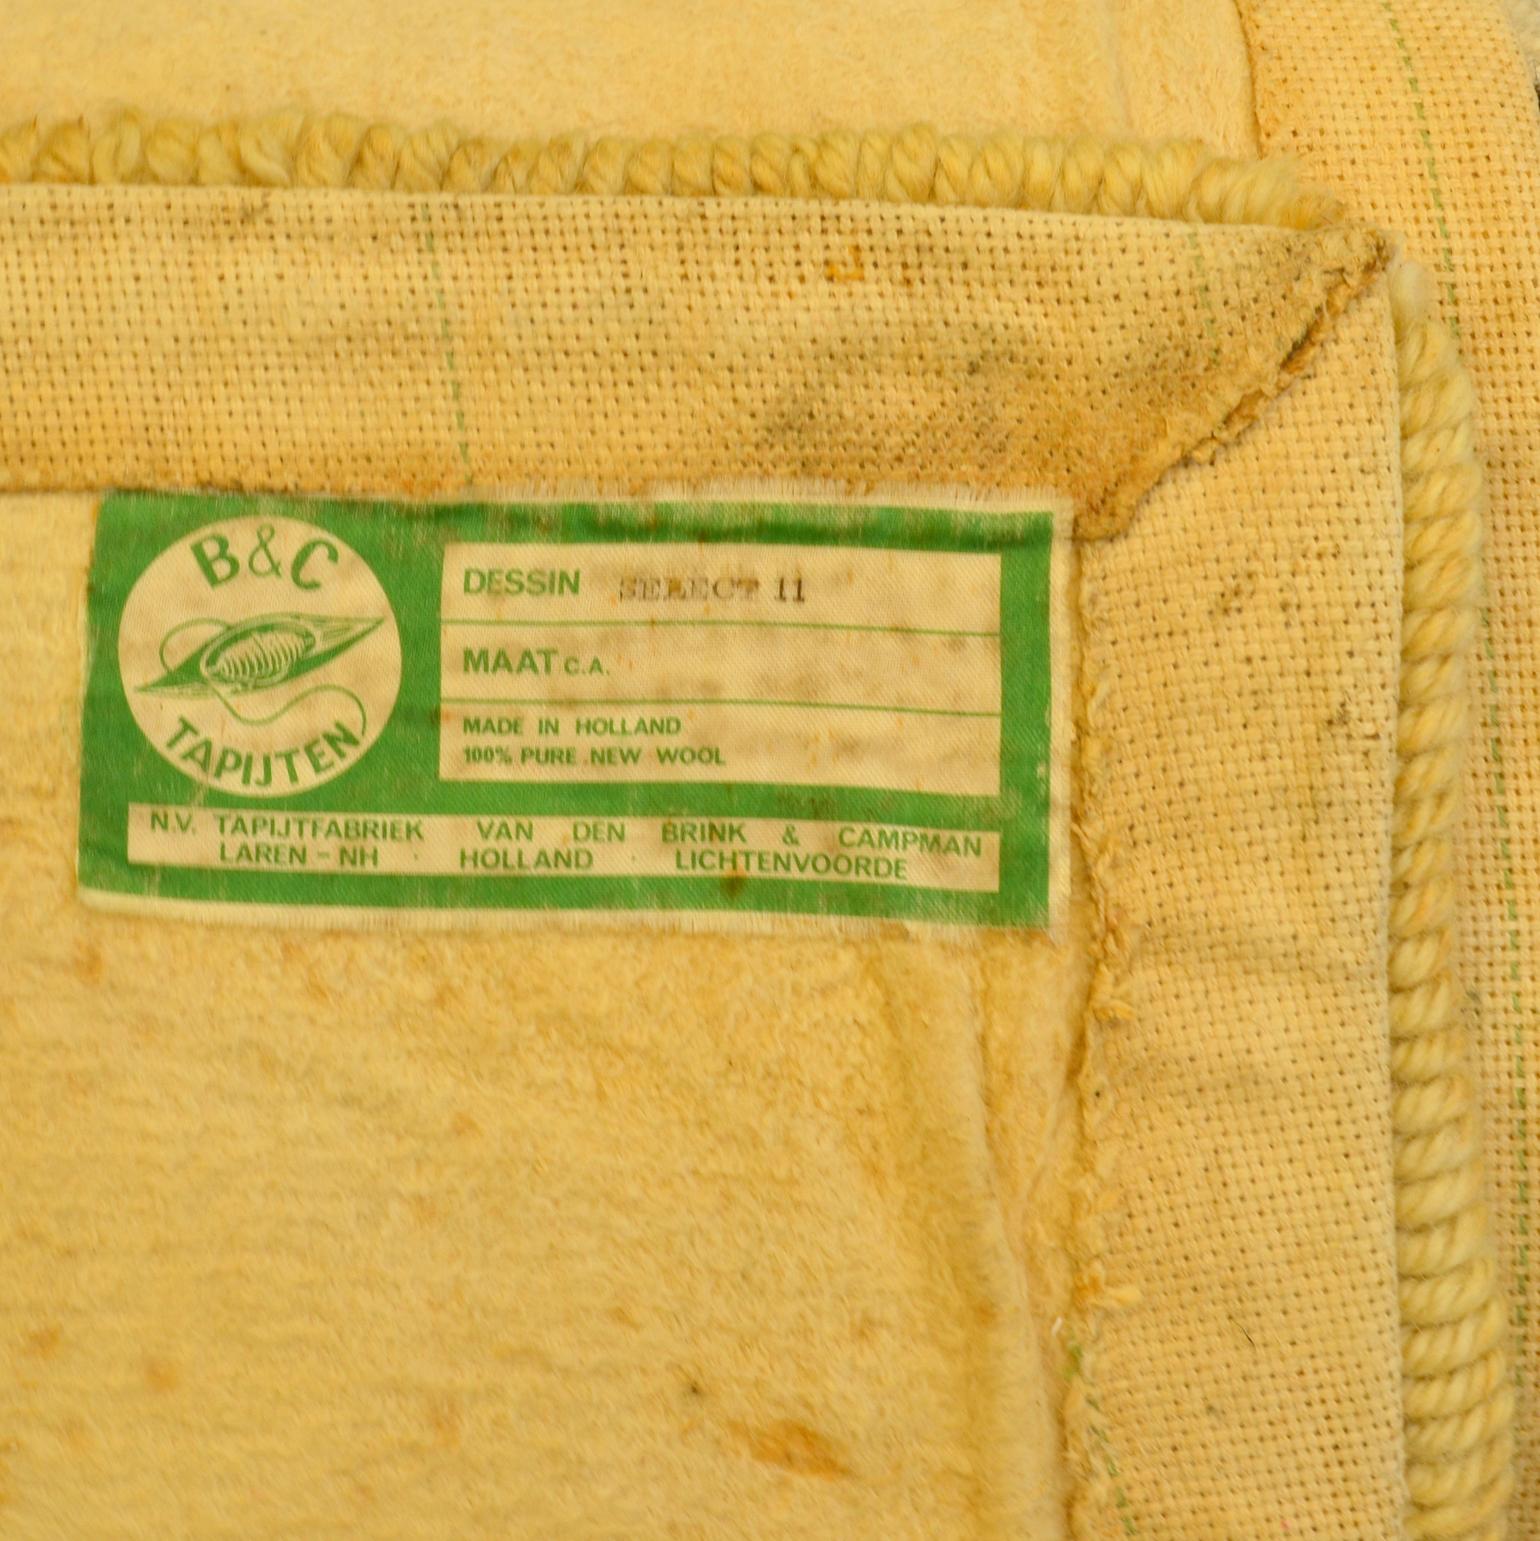 B&C
TAPIJTEN
DESSIN SELECT 11
MAAT C.A.
MADE IN HOLLAND
100% PURE NEW WOOL
N.V. TAPIJTFABRIEK VAN DEN BRINK & CAMPMAN
LAREN - NH · HOLLAND · LICHTENVOORDE